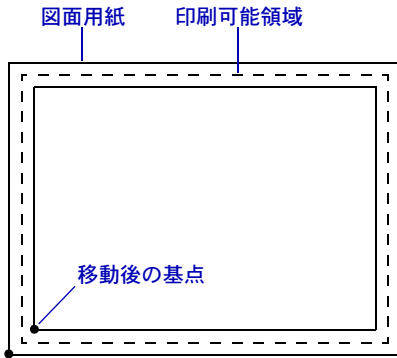 図面用紙
印刷可能領域
移動後の基点